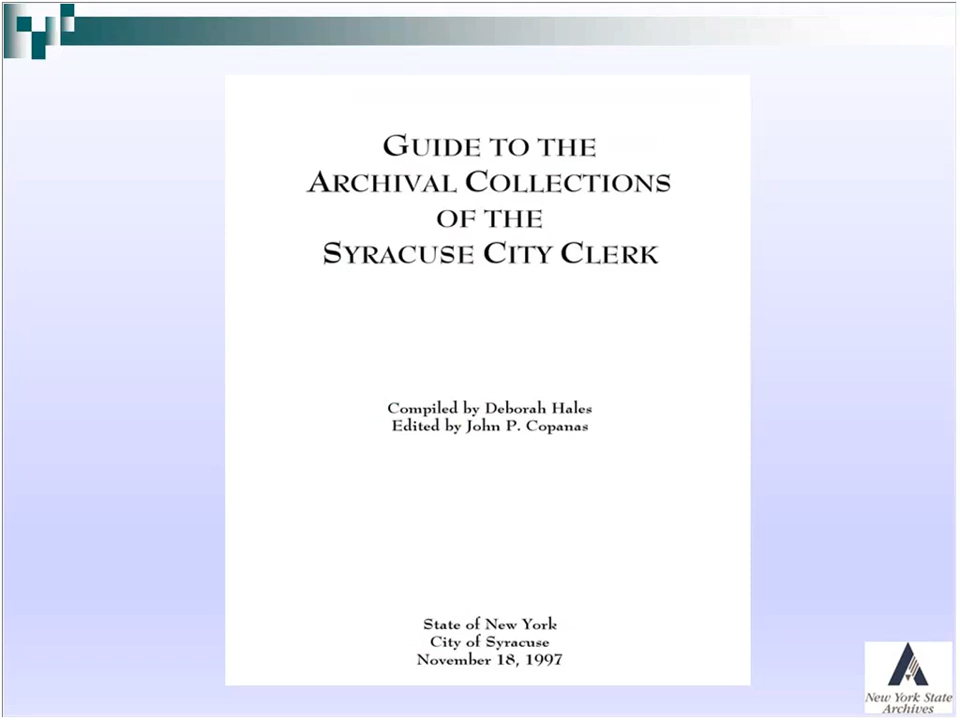 GUIDE TO THE
ARCHIVAL COLLECTIONS
OF THE
SYRACUSE CITY CLERK
Compiled by Deborah Hales
Edited by John P. Copanas
State of New York
City of Syracuse
November 18, 1997
New York State
Archives